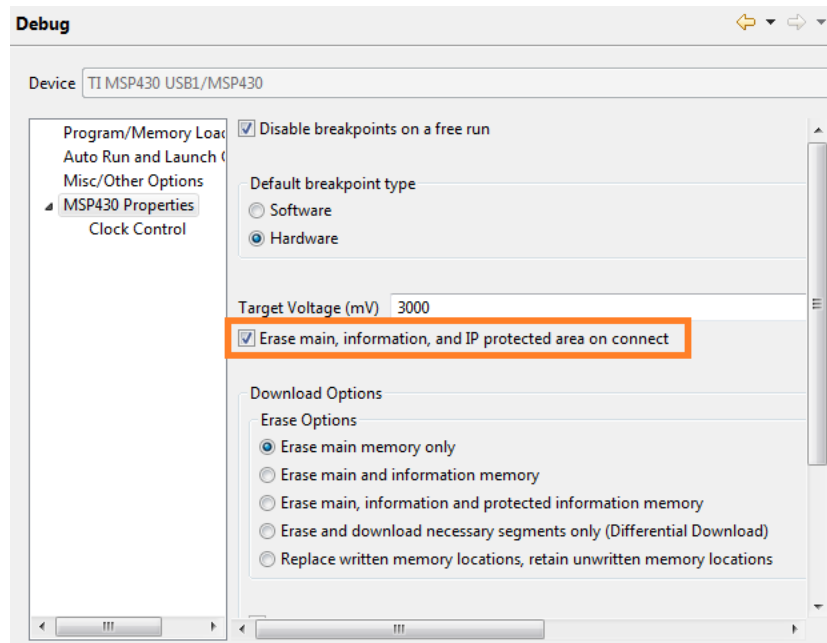 Debug
Device TI MSP430 USB1/MSP430
Program/Memory Load
Auto Run and Launch
Misc/Other Options
MSP430 Properties
Clock Control
Disable breakpoints on a free run
Default breakpoint type
Software
Hardware
Target Voltage (mV) 3000
Erase main, information, and IP protected area on connect
Download Options
Erase Options
Erase main memory only
Erase main and information memory
Erase main, information and protected information memory
Erase and download necessary segments only (Differential Download)
Replace written memory locations, retain unwritten memory locations